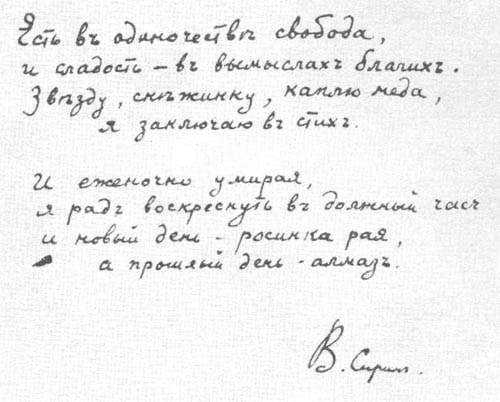 Есть въ одиночествѣ свобода,
и сладость – въ вымыслахъ благихъ.
Звѣзду, снѣжинку, каплю меда,
я заключаю въ стихъ.
И еженочно умирая,
я радъ воскреснуть въ должный часъ
и новый день - росинка рая,
а прошлый день - алмазъ.
В. Сиринъ.